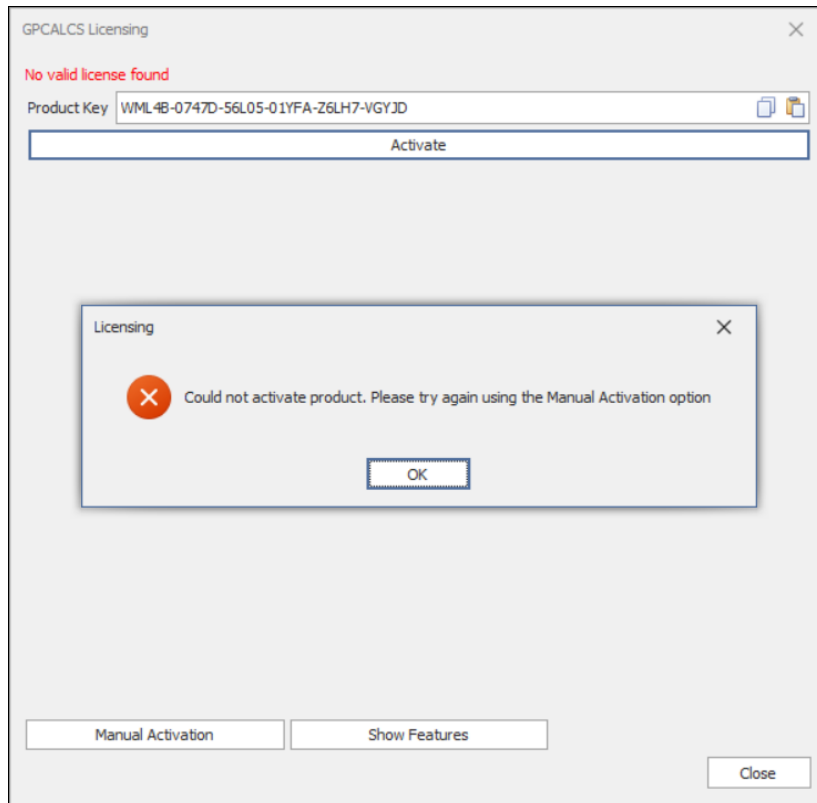 GPCALCS Licensing
No valid license found
Product Key WML4B-0747D-56L05-01YFA-Z6LH7-VGYJD
Activate
Licensing
Could not activate product. Please try again using the Manual Activation option
OK
Manual Activation Show Features
Close